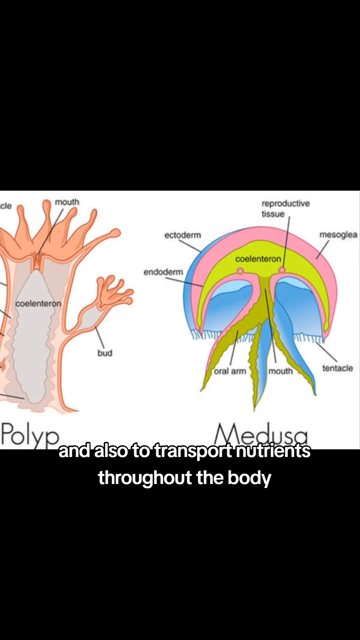 cle
mouth
coelenteron
bud
Polyp
reproductive
tissue
ectoderm
mesoglea
coelenteron
endoderm
oral arm
mouth
tentacle
Medusa
and also to transport nutrients
throughout the body